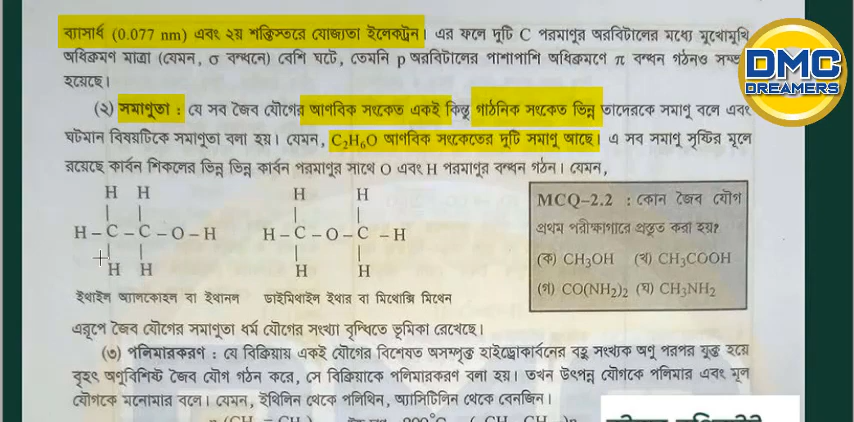 ব্যাসার্ধ (0.077 nm) এবং ২য় শক্তিস্তরে যোজ্যতা ইলেকট্রন। এর ফলে দুটি C পরমাণুর অরবিটালের মধ্যে মুখোমুখি
অধিক্রমণ মাত্রা (যেমন, σ বন্ধনে) বেশি ঘটে, তেমনি p অরবিটালের পাশাপাশি অধিক্রমণে π বন্ধন গঠনও
হয়েছে।
DMC
DREAMERS
(২) সমাণুতা : যে সব জৈব যৌগের আণবিক সংকেত একই কিন্তু গাঠনিক সংকেত ভিন্ন তাদেরকে সমাণু বলে এবং
ঘটমান বিষয়টিকে সমাণুতা বলা হয়। যেমন, C₂H₆O আণবিক সংকেতের দুটি সমাণু আছে। এ সব সমাণু সৃষ্টির মূলে
রয়েছে কার্বন শিকলের ভিন্ন ভিন্ন কার্বন পরমাণুর সাথে O এবং H পরমাণুর বন্ধন গঠন। যেমন,
H H
H–C–C–O–H
H H
ইথাইল অ্যালকোহল বা ইথানল
H H
H–C–O–C–H
H H
ডাইমিথাইল ইথার বা মিথোক্সি মিথেন
MCQ–2.2 : কোন জৈব যৌগ
প্রথম পরীক্ষাগারে প্রস্তুত করা হয়?
(ক) CH₃OH (খ) CH₃COOH
(গ) CO(NH₂)₂ (ঘ) CH₃NH₂
এরূপে জৈব যৌগের সমাণুতা ধর্ম যৌগের সংখ্যা বৃদ্ধিতে ভূমিকা রেখেছে।
(৩) পলিমারকরণ : যে বিক্রিয়ায় একই যৌগের বিশেষত অসম্পৃক্ত হাইড্রোকার্বনের বহু সংখ্যক অণু পরপর যুক্ত হয়ে
বৃহৎ অণুবিশিষ্ট জৈব যৌগ গঠন করে, সে বিক্রিয়াকে পলিমারকরণ বলা হয়। তখন উৎপন্ন যৌগকে পলিমার এবং মূল
যৌগকে মনোমার বলে। যেমন, ইথিলিন থেকে পলিথিন, অ্যাসিটিলিন থেকে বেনজিন।